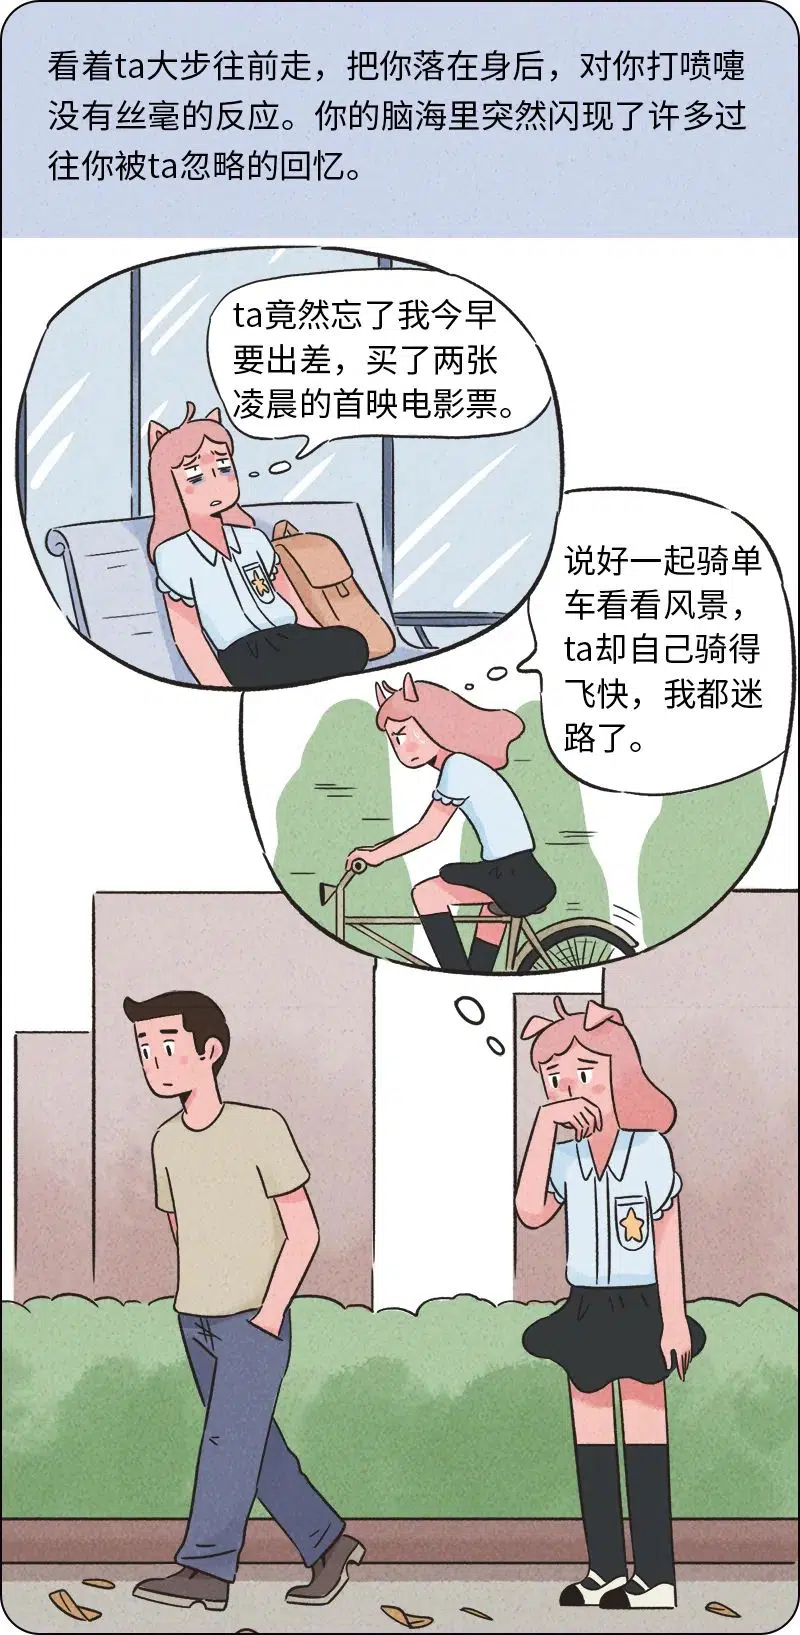 看着ta大步往前走，把你落在身后，对你打喷嚏
没有丝毫的反应。你的脑海里突然闪现了许多过
往你被ta忽略的回忆。
ta竟然忘了我今早
要出差，买了两张
凌晨的首映电影票。
说好一起骑单
车看看风景，
ta却自己骑得
飞快，我都迷
路了。